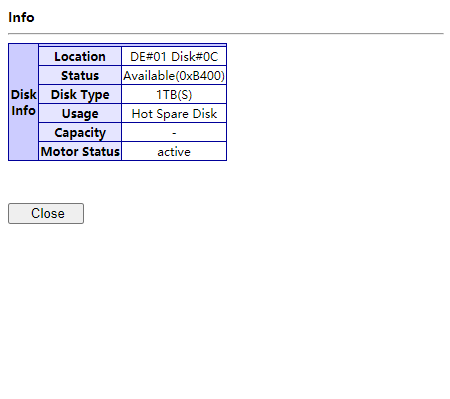 Info
Disk Info
Location DE#01 Disk#0C
Status Available(0xB400)
Disk Type 1TB(S)
Usage Hot Spare Disk
Capacity -
Motor Status active
Close